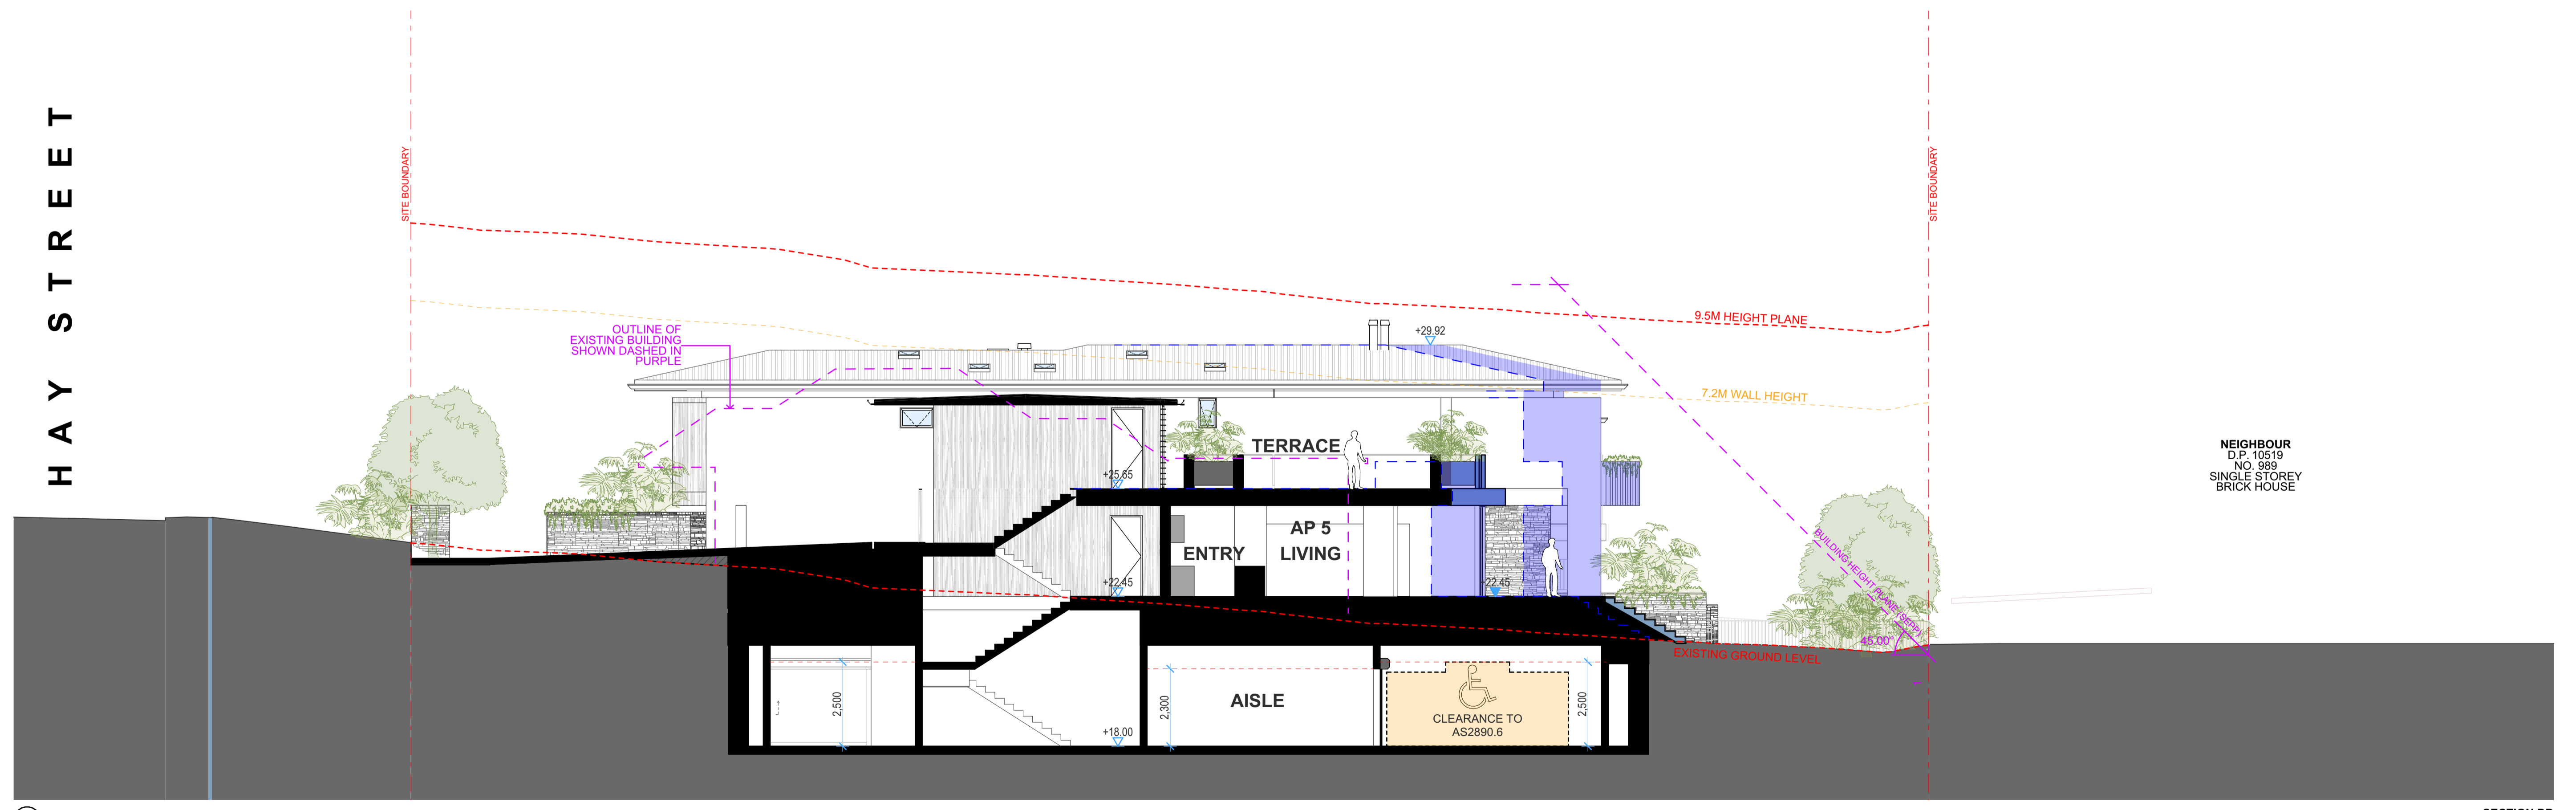 HAY STREET
SITE BOUNDARY
SITE BOUNDARY
OUTLINE OF
EXISTING BUILDING
SHOWN DASHED IN
PURPLE
9.5M HEIGHT PLANE
+29.92
7.2M WALL HEIGHT
NEIGHBOUR
D.P. 10519
NO. 989
SINGLE STOREY
BRICK HOUSE
TERRACE
+25.65
AP 5
LIVING
ENTRY
+22.45
+22.45
BUILDING HEIGHT PLANE (SEPP)
45.00°
EXISTING GROUND LEVEL
2,500
2,300
AISLE
CLEARANCE TO
AS2890.6
2,500
+18.00